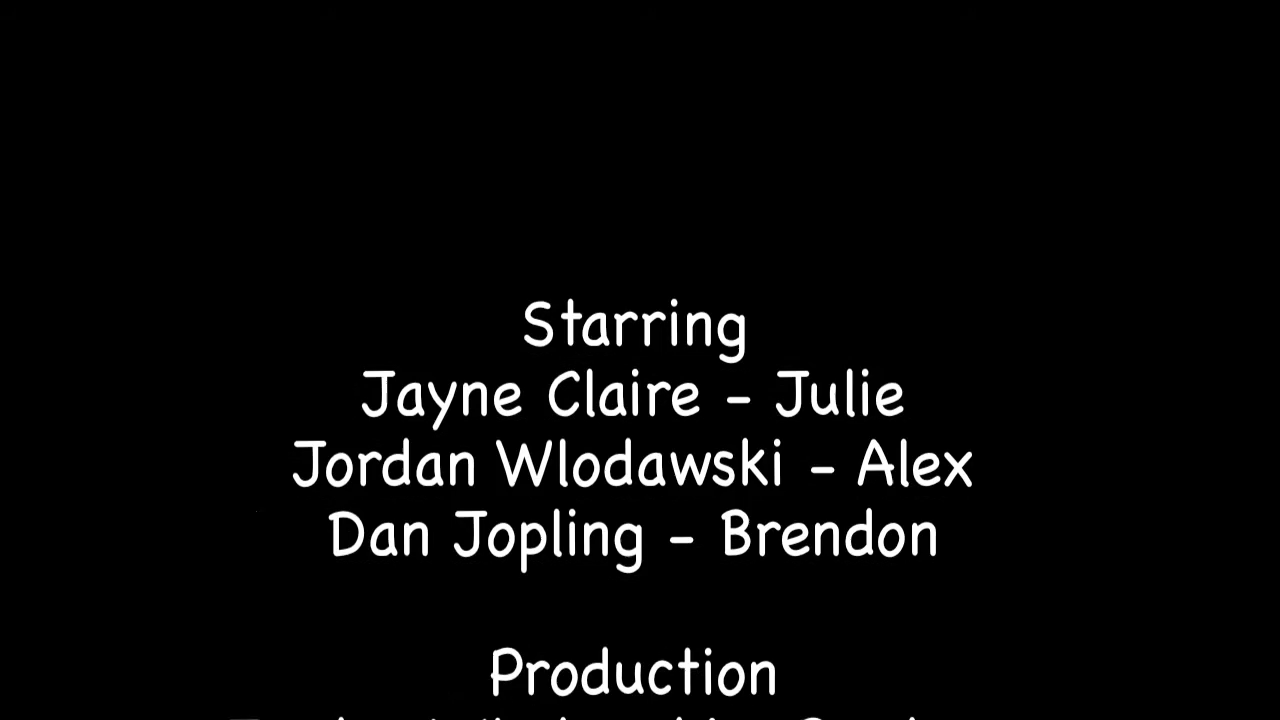 Starring
Jayne Claire - Julie
Jordan Wlodawski - Alex
Dan Jopling - Brendon
Production